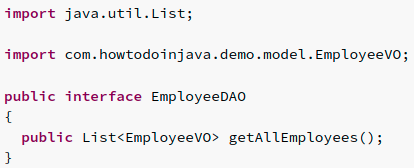 import java.util.List;
import com.howtodoinjava.demo.model.EmployeeVO;
public interface EmployeeDAO
{
public List<EmployeeVO> getAllEmployees();
}